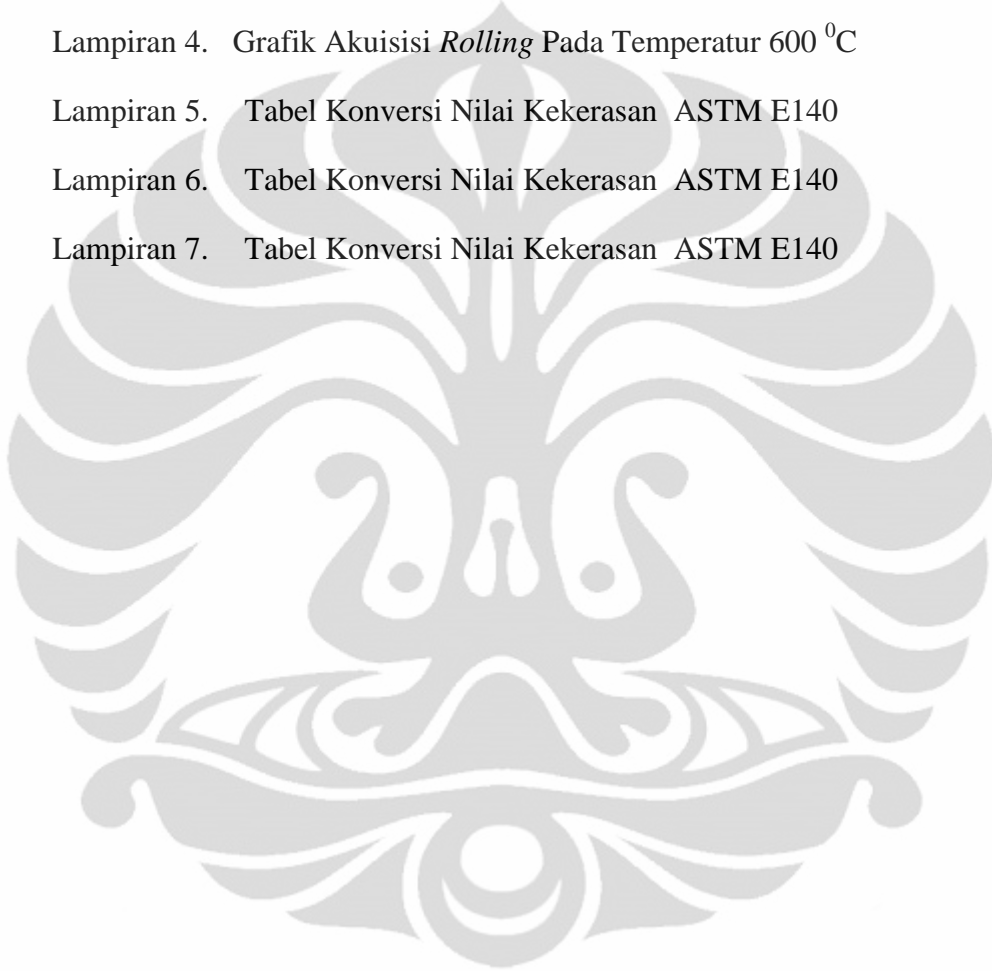 Lampiran 4. Grafik Akuisisi Rolling Pada Temperatur 600 ⁰C
Lampiran 5. Tabel Konversi Nilai Kekerasan ASTM E140
Lampiran 6. Tabel Konversi Nilai Kekerasan ASTM E140
Lampiran 7. Tabel Konversi Nilai Kekerasan ASTM E140